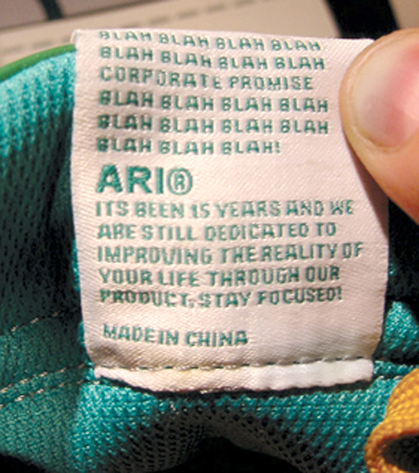 BLAH BLAH BLAH BLAH
BLAH BLAH BLAH BLAH
CORPORATE PROMISE
BLAH BLAH BLAH BLAH
BLAH BLAH BLAH BLAH
BLAH BLAH BLAH!
ARI®
ITS BEEN 15 YEARS AND WE
ARE STILL DEDICATED TO
IMPROVING THE REALITY OF
YOUR LIFE THROUGH OUR
PRODUCT, STAY FOCUSED!
MADE IN CHINA